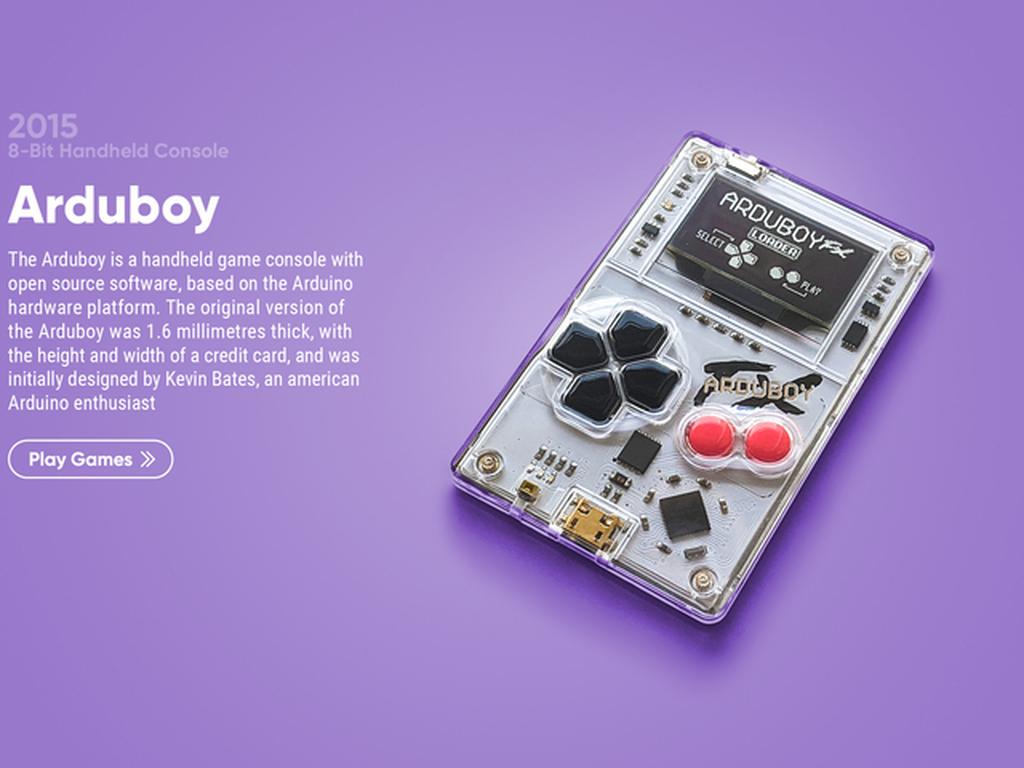 2015
8-Bit Handheld Console
Arduboy
The Arduboy is a handheld game console with
open source software, based on the Arduino
hardware platform. The original version of
the Arduboy was 1.6 millimetres thick, with
the height and width of a credit card, and was
initially designed by Kevin Bates, an american
Arduino enthusiast
Play Games
ARDUBOY FX
LOADER
SELECT
PLAY
ARDUBOY
FX